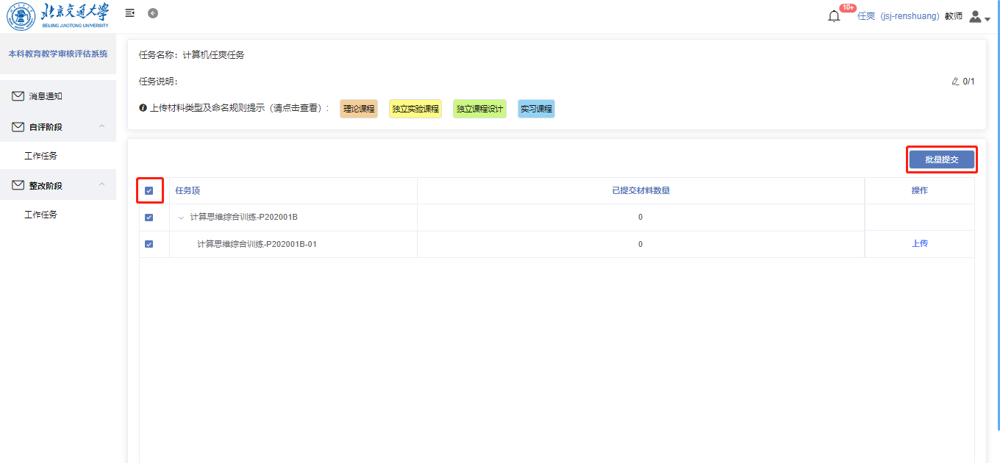 北京交通大学
BEIJING JIAOTONG UNIVERSITY
10+
任爽 (jsj-renshuang) 教师
本科教育教学审核评估系统
消息通知
自评阶段
工作任务
整改阶段
工作任务
任务名称：计算机任爽任务
任务说明：
0/1
上传材料类型及命名规则提示（请点击查看）：
理论课程 独立实验课程 独立课程设计 实习课程
批量提交
任务项 已提交材料数量 操作
计算思维综合训练-P202001B 0
计算思维综合训练-P202001B-01 0 上传